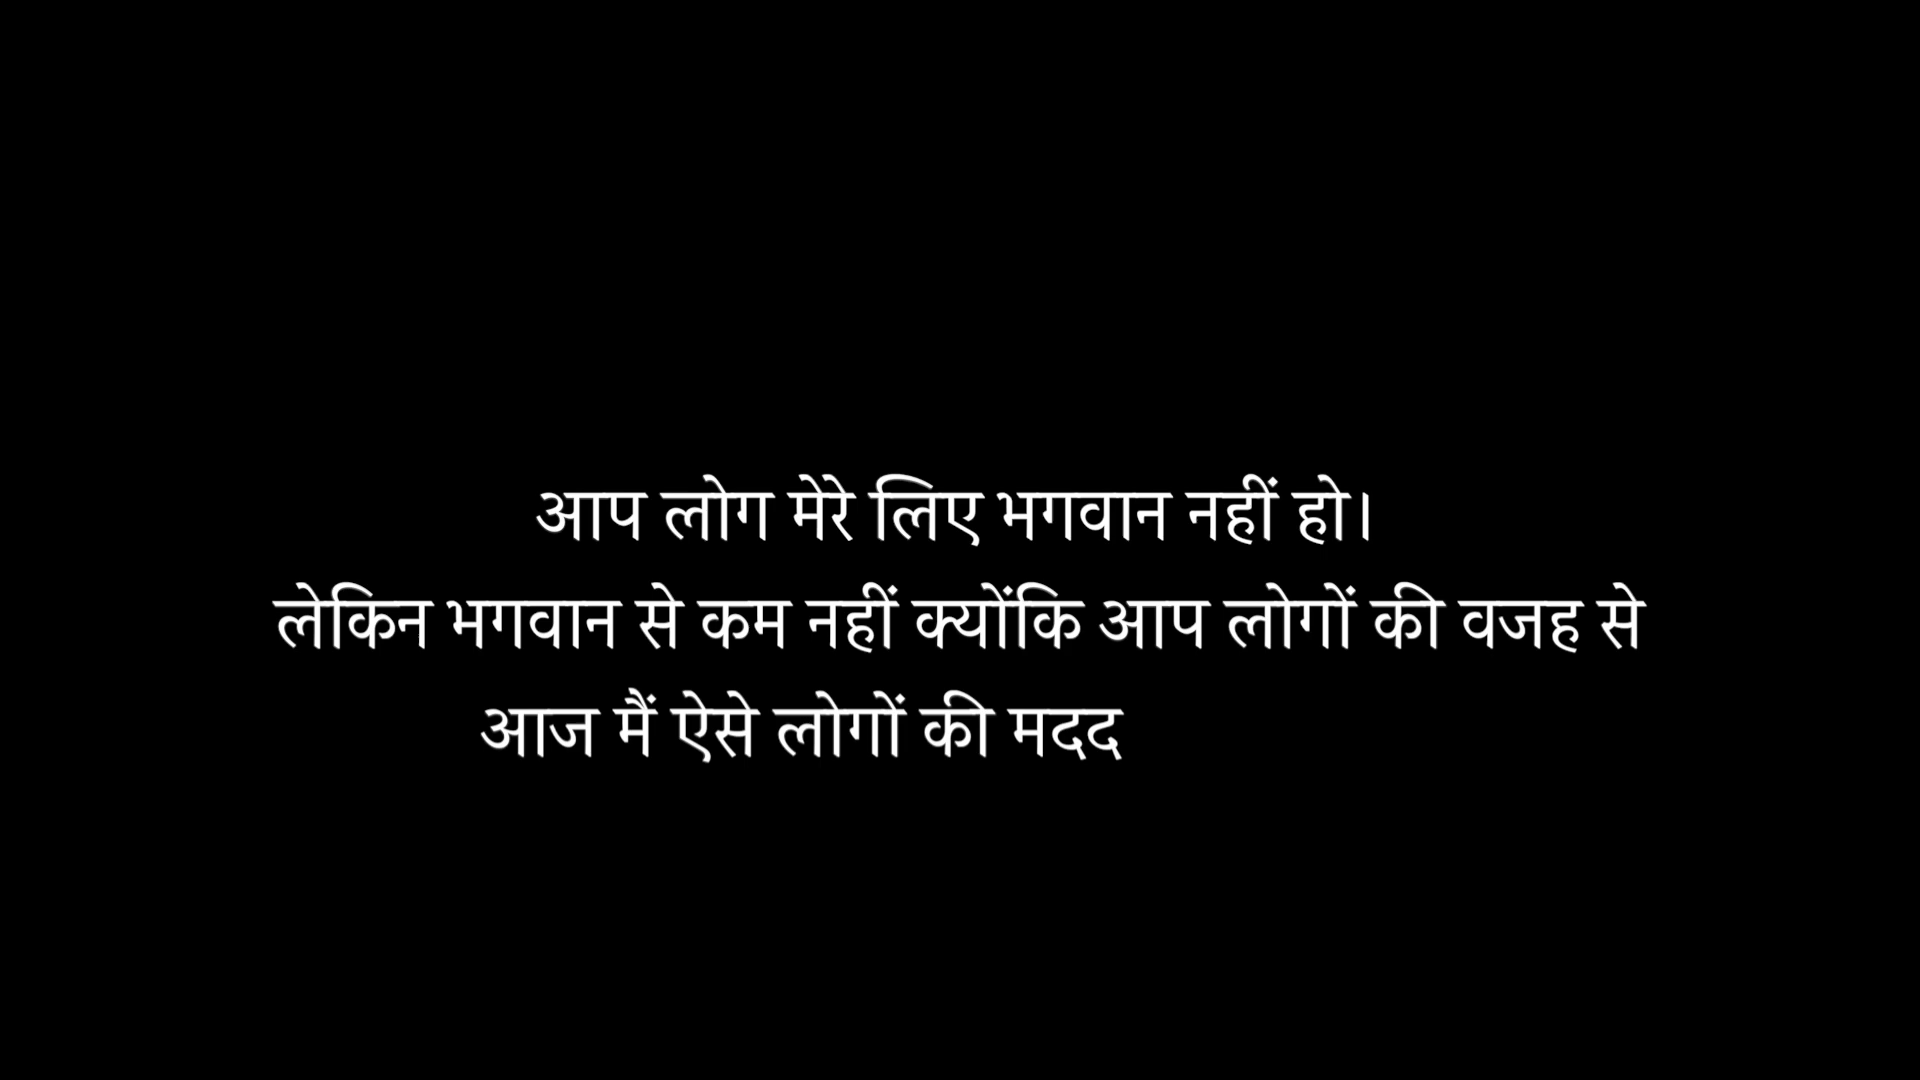 आप लोग मेरे लिए भगवान नहीं हो।
लेकिन भगवान से कम नहीं क्योंकि आप लोगों की वजह से
आज मैं ऐसे लोगों की मदद